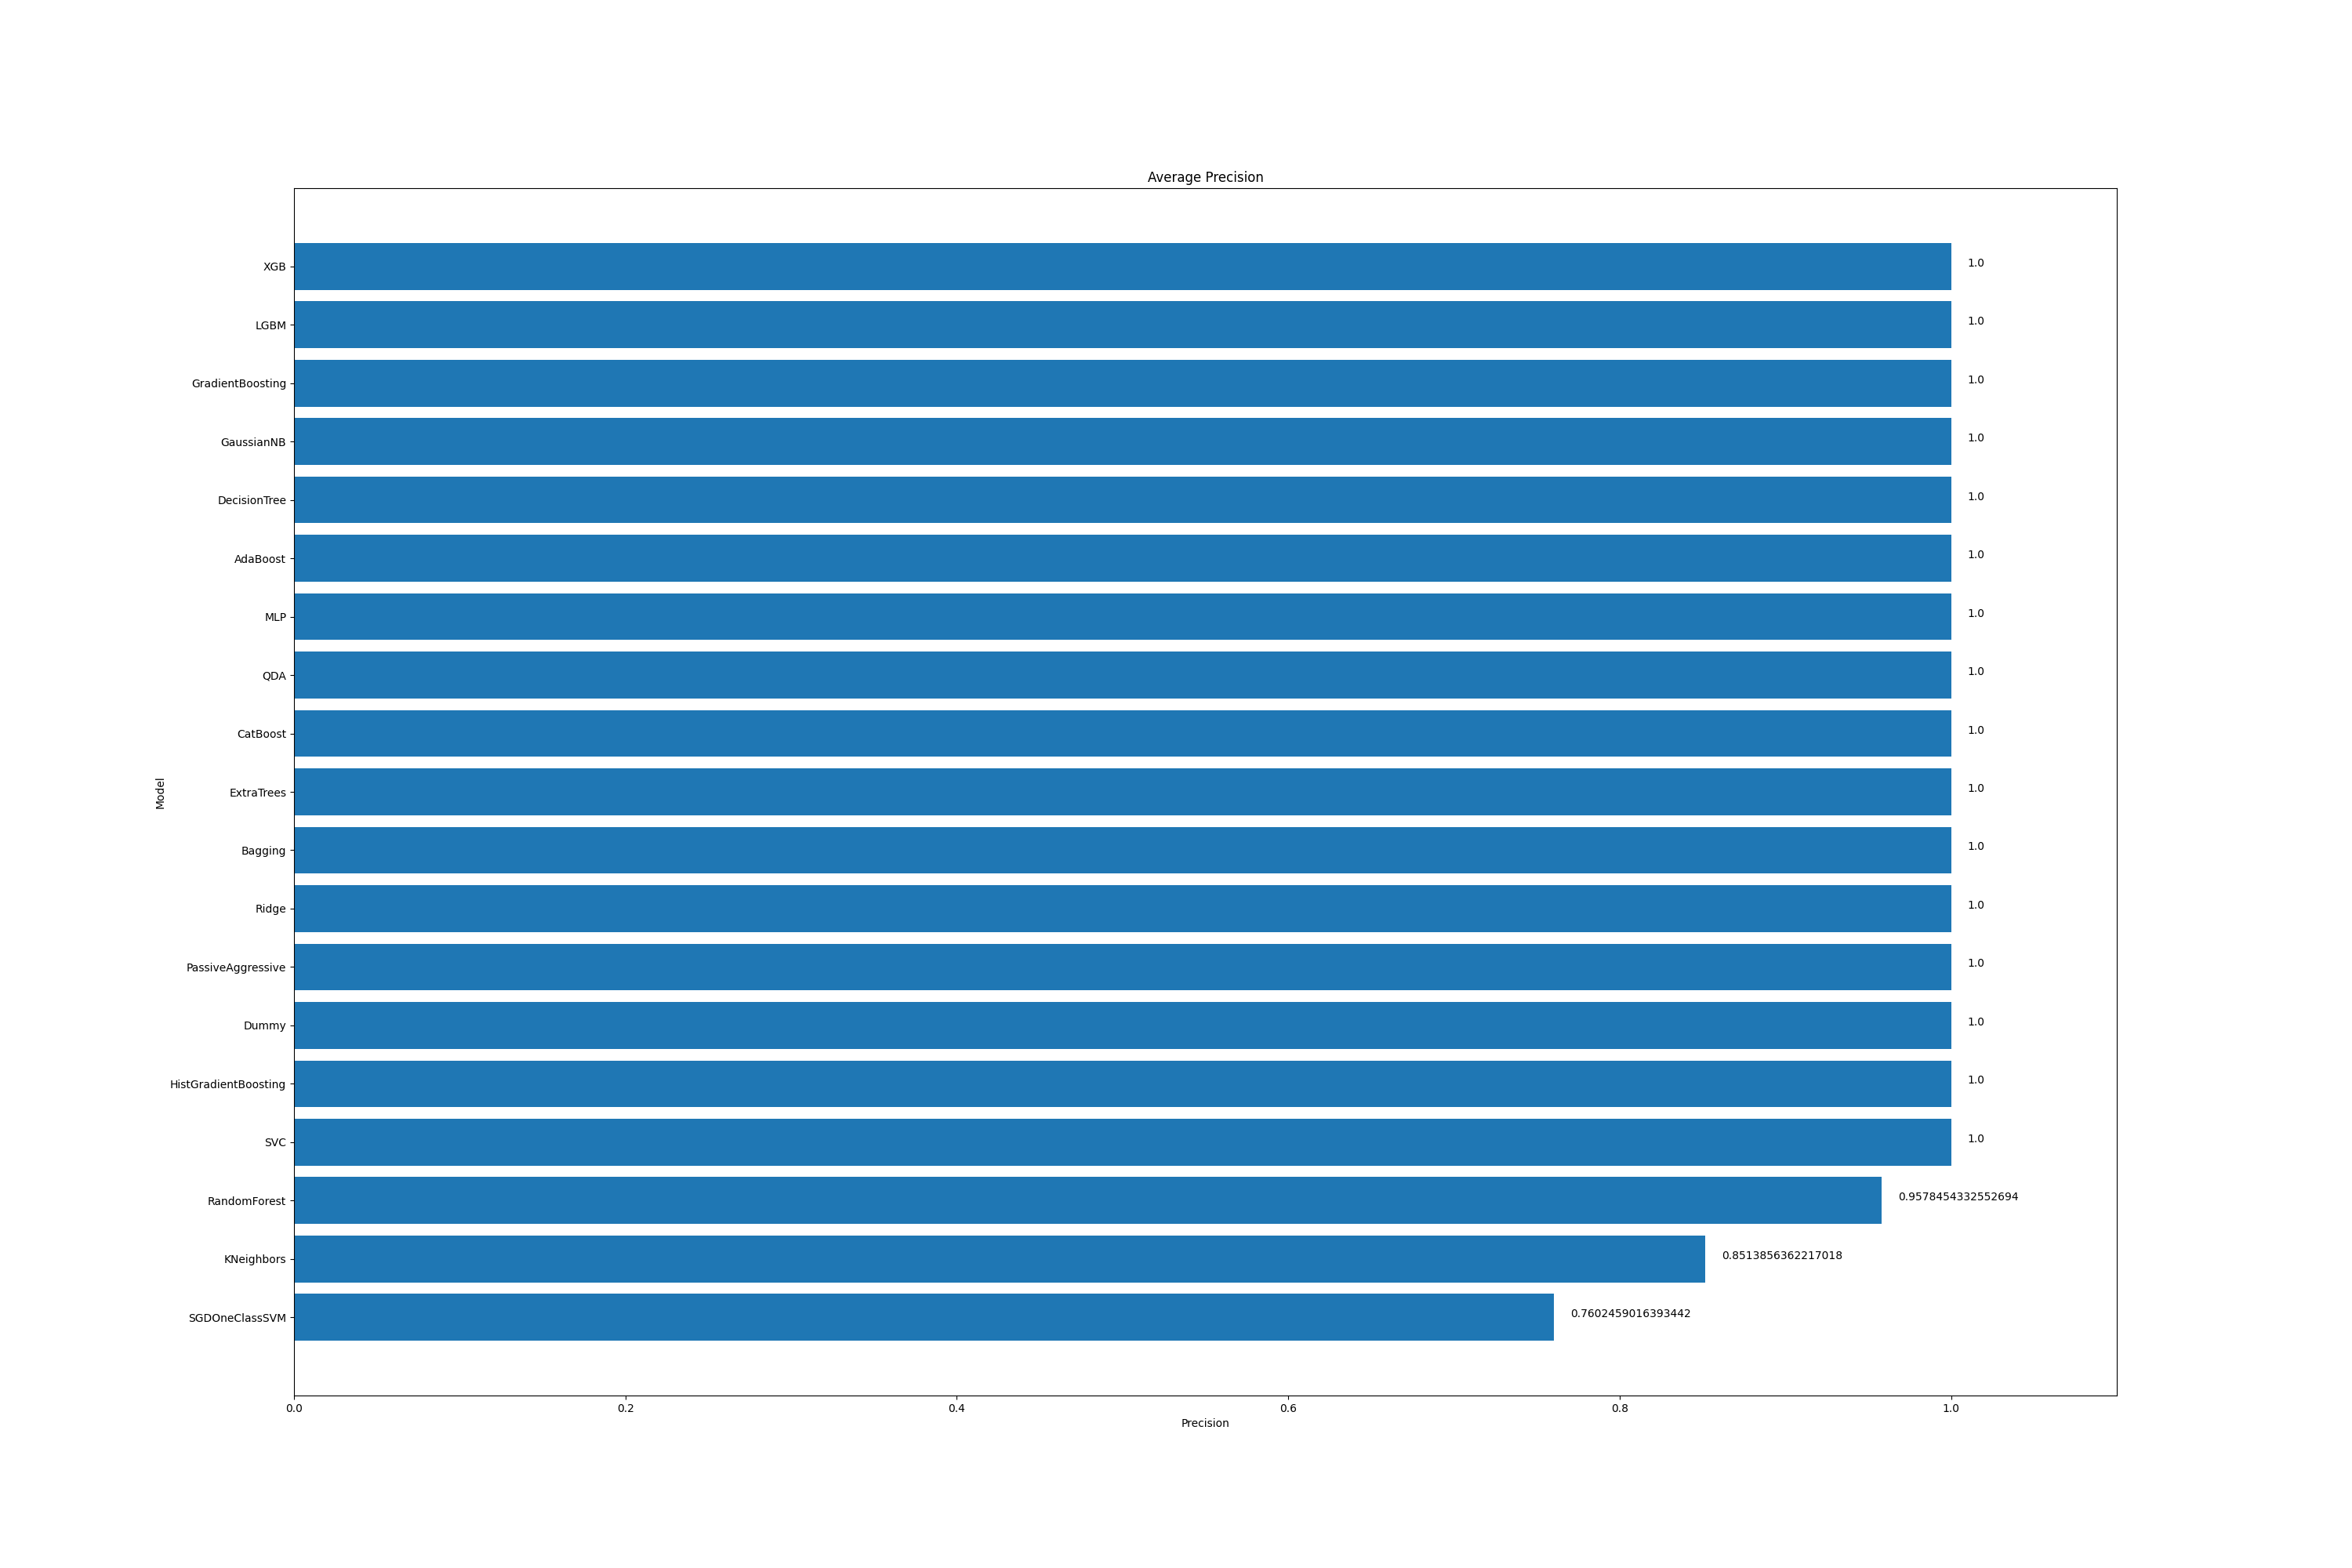 Average Precision
XGB 1.0
LGBM 1.0
GradientBoosting 1.0
GaussianNB 1.0
DecisionTree 1.0
AdaBoost 1.0
MLP 1.0
QDA 1.0
CatBoost 1.0
Model
ExtraTrees 1.0
Bagging 1.0
Ridge 1.0
PassiveAggressive 1.0
Dummy 1.0
HistGradientBoosting 1.0
SVC 1.0
RandomForest 0.9578454332552694
KNeighbors 0.8513856362217018
SGDOneClassSVM 0.7602459016393442
0.0 0.2 0.4 0.6 0.8 1.0
Precision